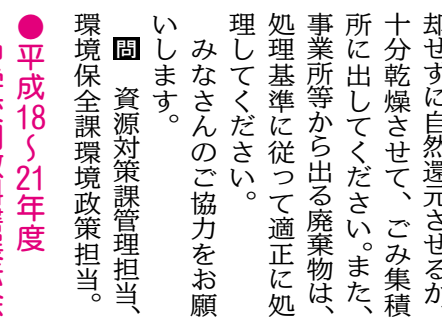 却せずに自然還元させるか、
十分乾燥させて、ごみ集積
所に出してください。また、
事業所等から出る廃棄物は、
処理基準に従って適正に処
理してください。
みなさんのご協力をお願
いします。
問 資源対策課管理担当、
環境保全課環境政策担当。
●平成18〜21年度